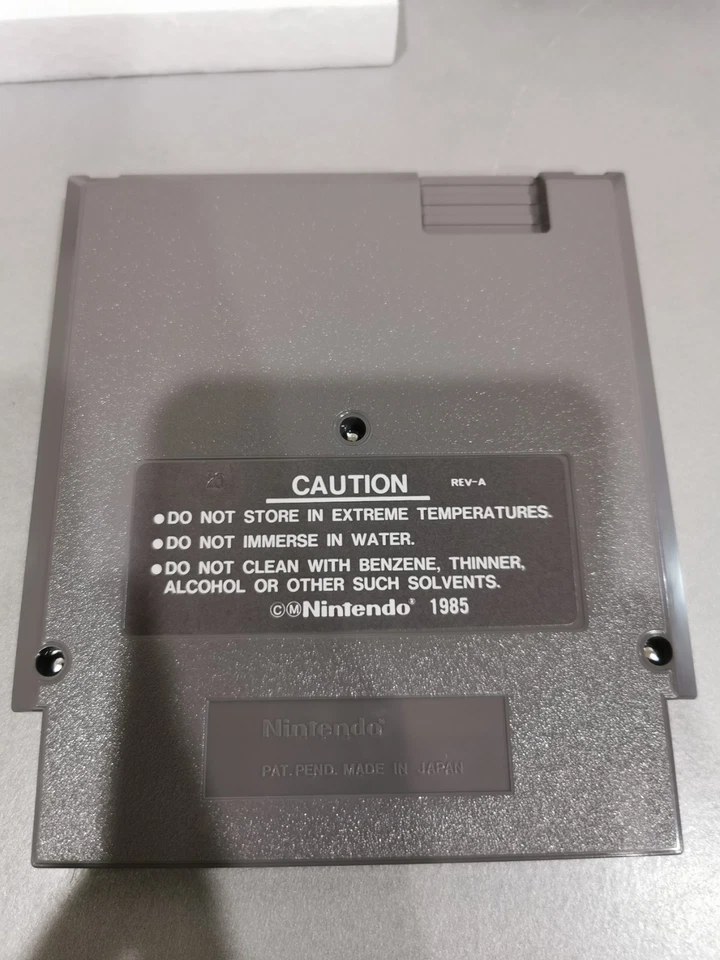 CAUTION REV-A
●DO NOT STORE IN EXTREME TEMPERATURES.
●DO NOT IMMERSE IN WATER.
●DO NOT CLEAN WITH BENZENE, THINNER,
ALCOHOL OR OTHER SUCH SOLVENTS.
©ⓂNintendo® 1985
Nintendo®
PAT. PEND. MADE IN JAPAN